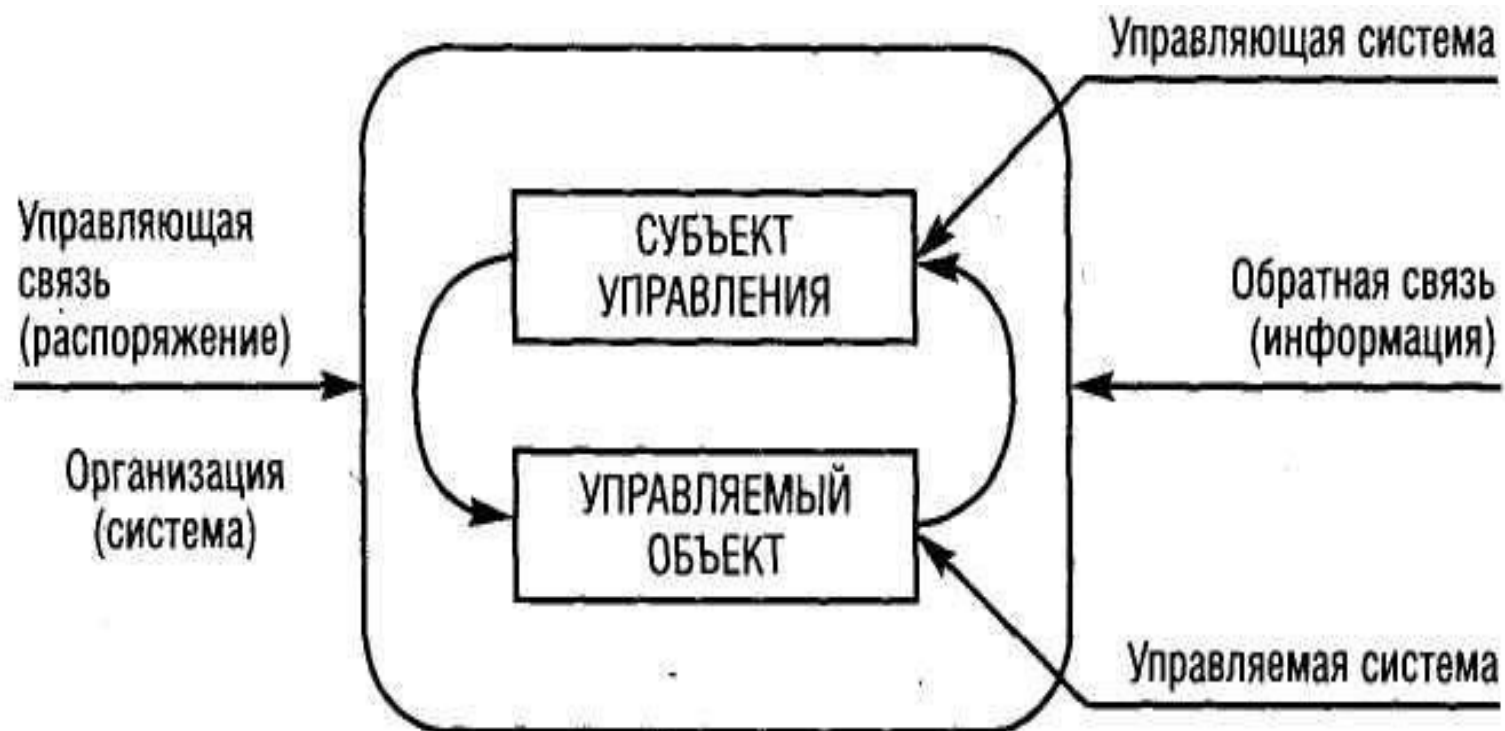 Управляющая система
Управляющая
связь
(распоряжение)
СУБЪЕКТ
УПРАВЛЕНИЯ
Обратная связь
(информация)
Организация
(система)
УПРАВЛЯЕМЫЙ
ОБЪЕКТ
Управляемая система